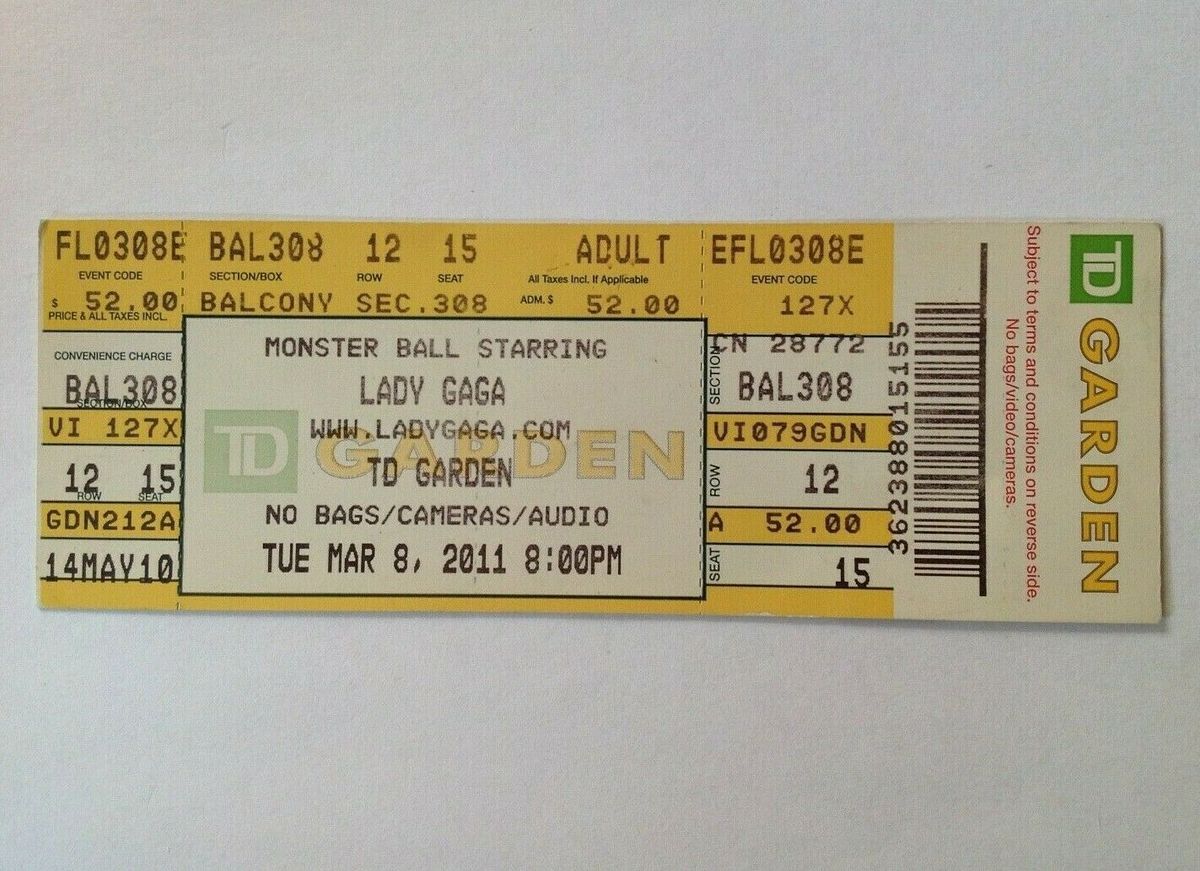 FL0308E
EVENT CODE
$ 52.00
PRICE & ALL TAXES INCL.
CONVENIENCE CHARGE
BAL308
SECTION/BOX
VI 127X
12 15
ROW SEAT
GDN212A
14MAY10
BAL308 12 15 ADULT
SECTION/BOX ROW SEAT All Taxes Incl. If Applicable
BALCONY SEC.308 ADM. $ 52.00
MONSTER BALL STARRING
LADY GAGA
WWW.LADYGAGA.COM
TD GARDEN
TD GARDEN
NO BAGS/CAMERAS/AUDIO
TUE MAR 8, 2011 8:00PM
EFL0308E
EVENT CODE
127X
CN 28772
SECTION BAL308
VI079GDN
ROW 12
A 52.00
SEAT 15
362388015155
Subject to terms and conditions on reverse side.
No bags/video/cameras.
TD GARDEN